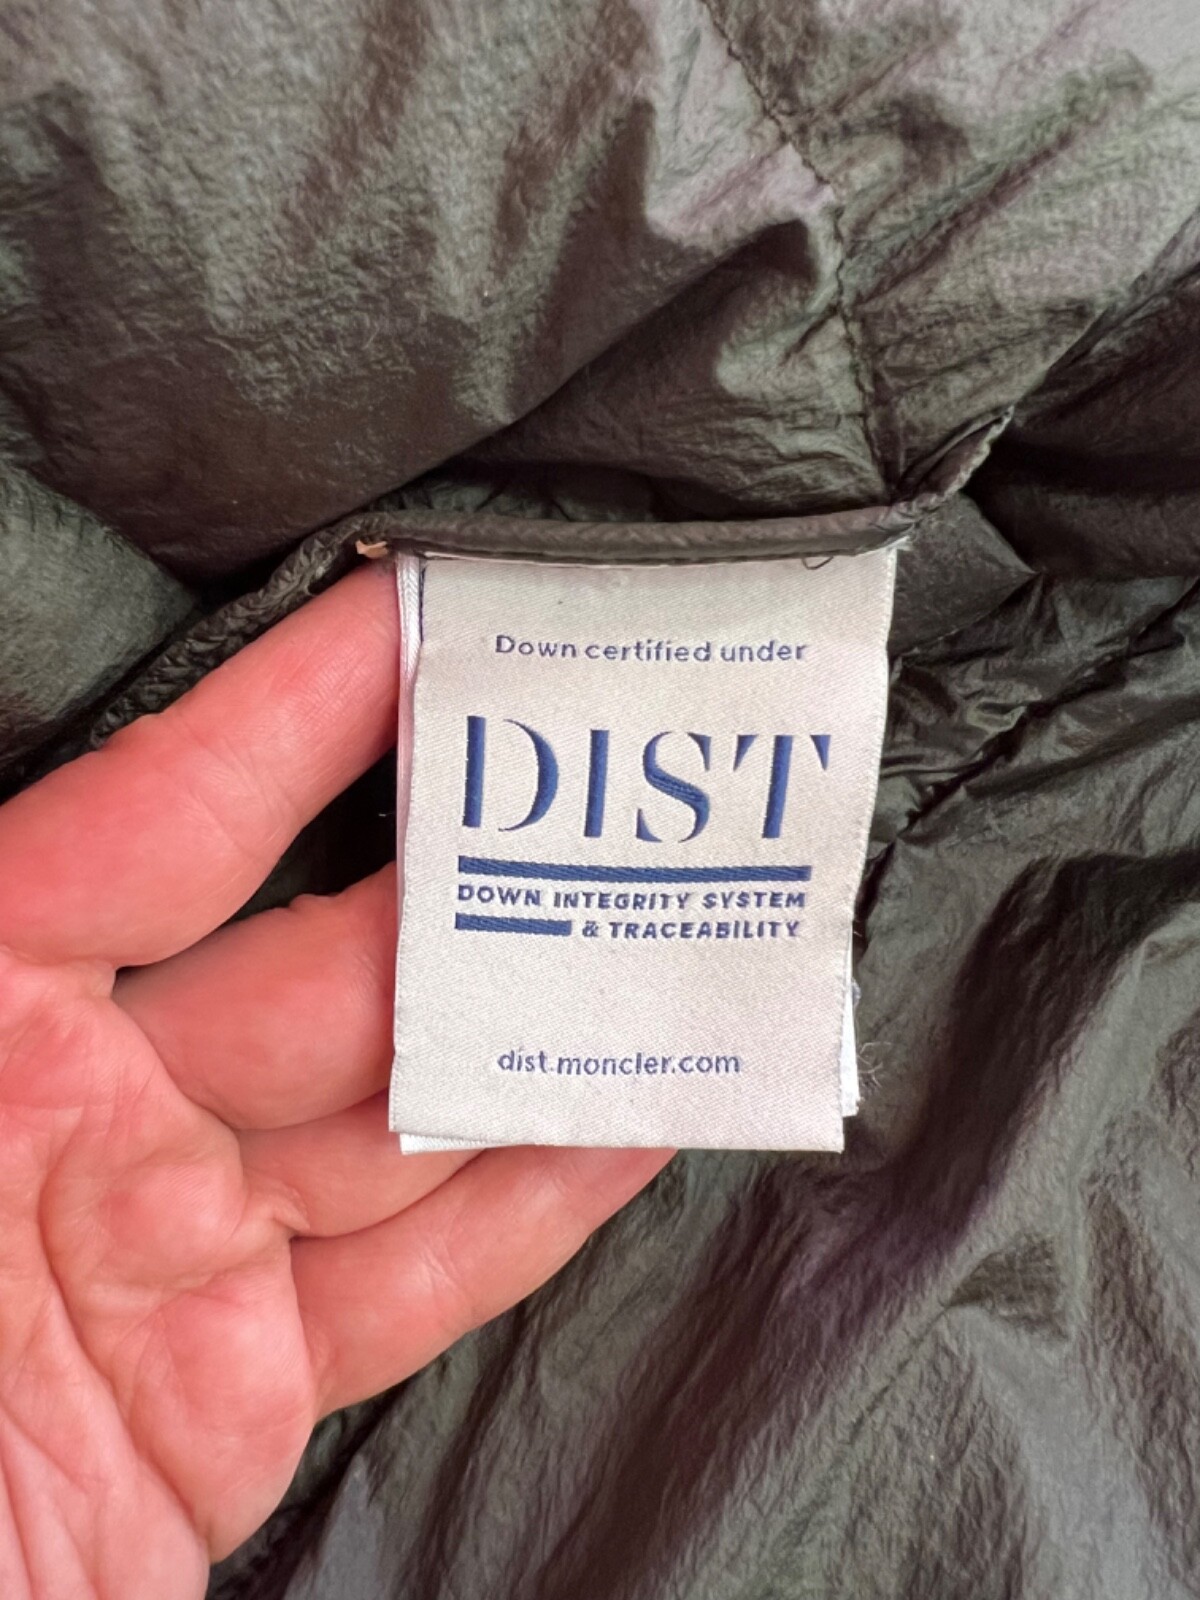 Down certified under
DIST
DOWN INTEGRITY SYSTEM
& TRACEABILITY
dist.moncler.com